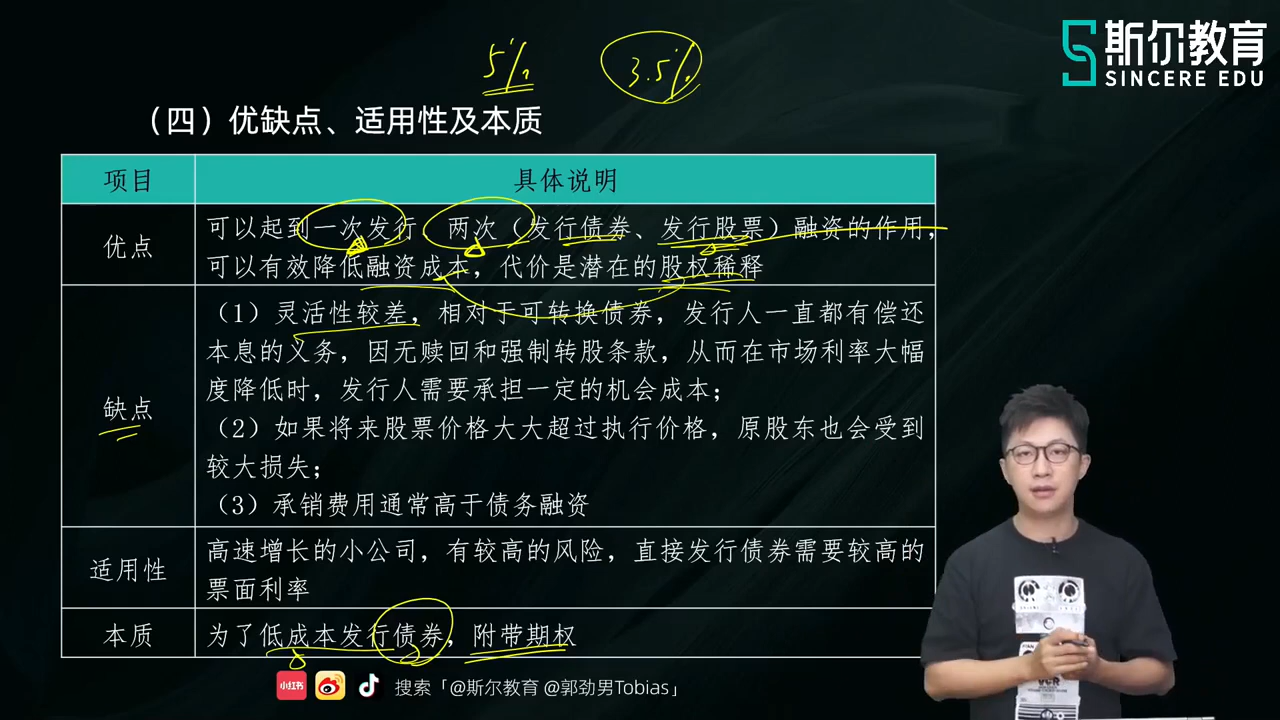 5%
3.5%
斯尔教育
SINCERE EDU
（四）优缺点、适用性及本质
项目
具体说明
优点
可以起到一次发行，两次（发行债券、发行股票）融资的作用，
可以有效降低融资成本，代价是潜在的股权稀释
缺点
（1）灵活性较差，相对于可转换债券，发行人一直都有偿还
本息的义务，因无赎回和强制转股条款，从而在市场利率大幅
度降低时，发行人需要承担一定的机会成本；
（2）如果将来股票价格大大超过执行价格，原股东也会受到
较大损失；
（3）承销费用通常高于债务融资
适用性
高速增长的小公司，有较高的风险，直接发行债券需要较高的
票面利率
本质
为了低成本发行债券，附带期权
小红书
搜索「@斯尔教育 @郭劲男Tobias」